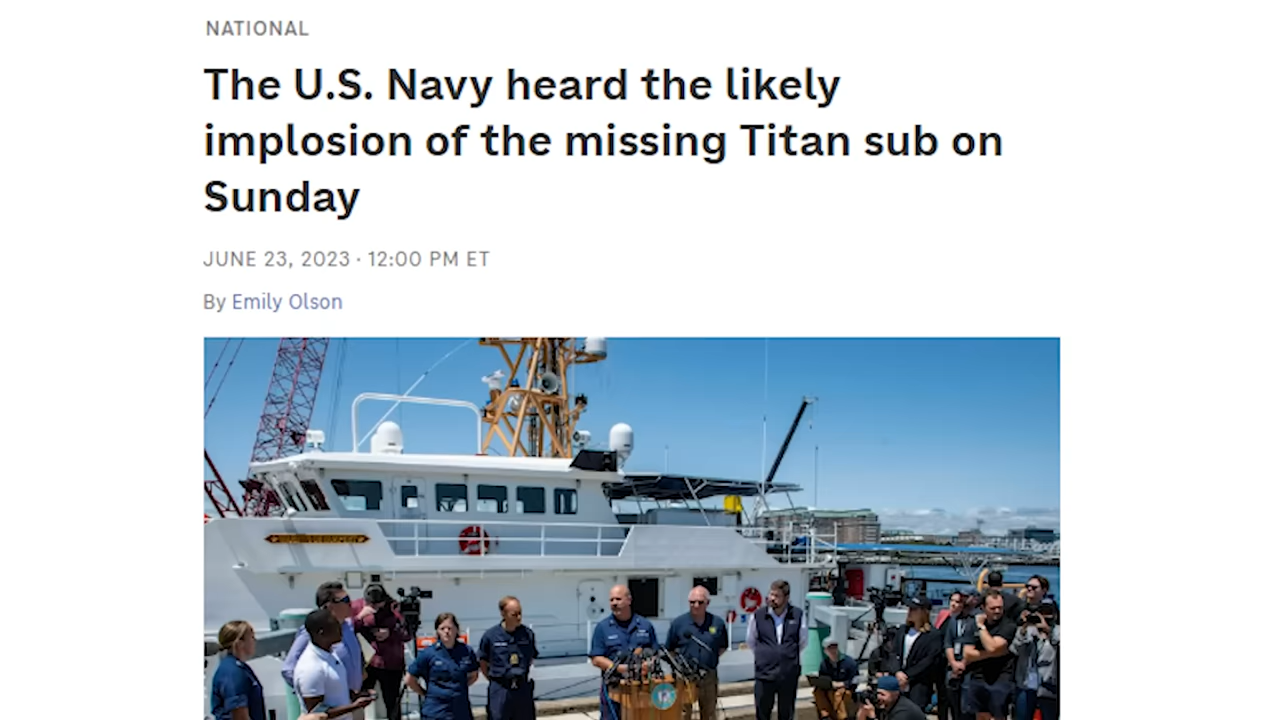 NATIONAL
The U.S. Navy heard the likely
implosion of the missing Titan sub on
Sunday
JUNE 23, 2023 · 12:00 PM ET
By Emily Olson